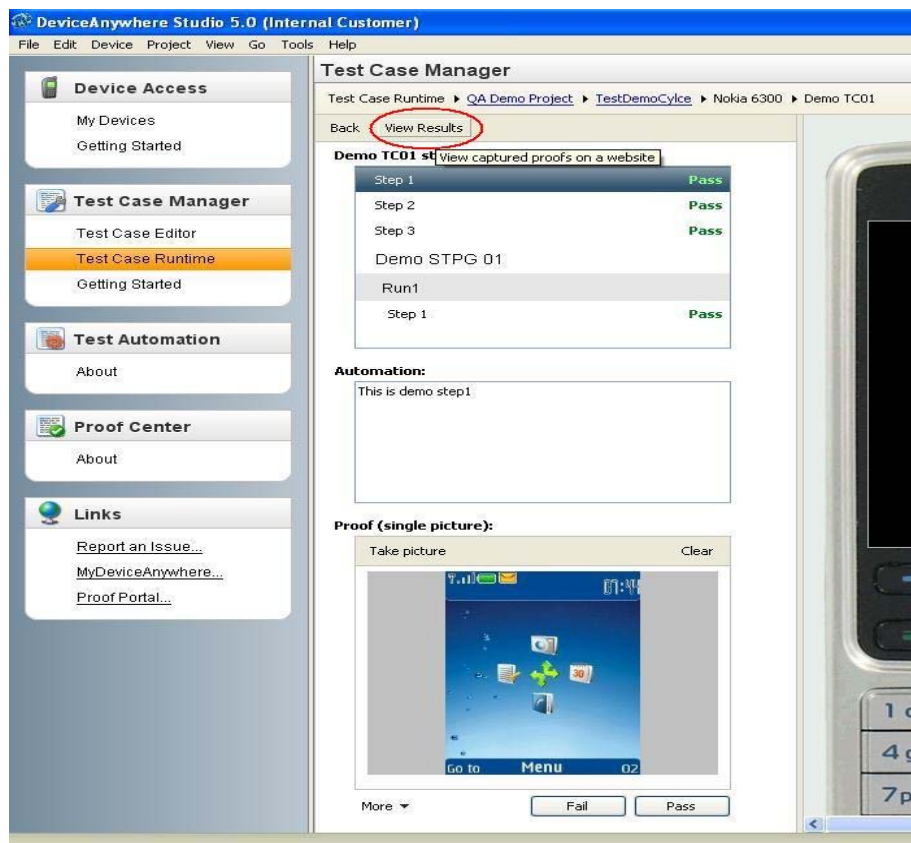 DeviceAnywhere Studio 5.0 (Internal Customer)
File Edit Device Project View Go Tools Help
Device Access
My Devices
Getting Started
Test Case Manager
Test Case Editor
Test Case Runtime
Getting Started
Test Automation
About
Proof Center
About
Links
Report an Issue...
MyDeviceAnywhere...
Proof Portal...
Test Case Manager
Test Case Runtime QA Demo Project TestDemoCylce Nokia 6300 Demo TC01
Back View Results
Demo TC01 st
View captured proofs on a website
Step 1 Pass
Step 2 Pass
Step 3 Pass
Demo STPG 01
Run1
Step 1 Pass
Automation:
This is demo step1
Proof (single picture):
Take picture Clear
30
Go to Menu 02
More Fail Pass
1
4 g
7p